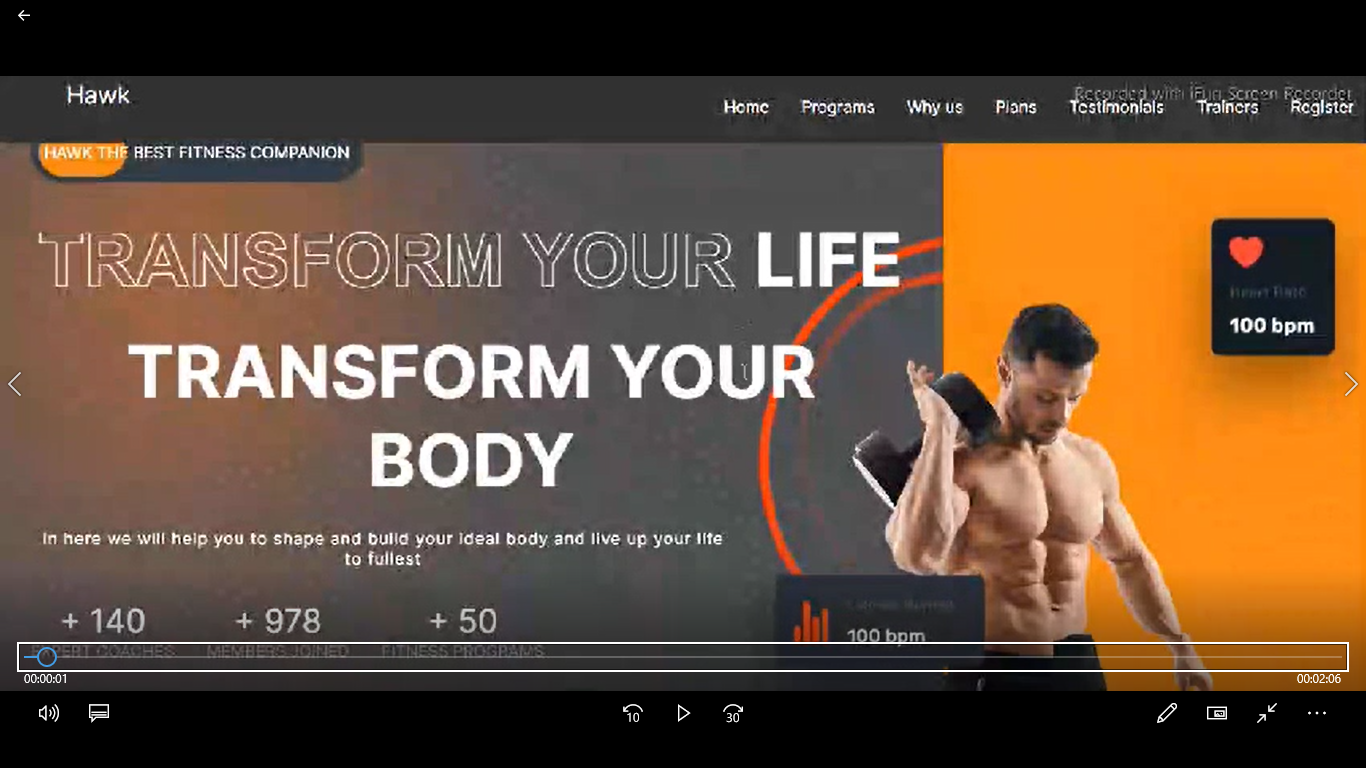 Hawk
Recorded with iFun Screen Recorder
Home Programs Why us Plans Testimonials Trainers Register
HAWK THE BEST FITNESS COMPANION
TRANSFORM YOUR LIFE
Heart Rate
100 bpm
TRANSFORM YOUR
BODY
In here we will help you to shape and build your ideal body and live up your life
to fullest
+ 140 + 978 + 50
EXPERT COACHES MEMBERS JOINED FITNESS PROGRAMS
Calories Burned
100 bpm
00:00:01
00:02:06
10
30